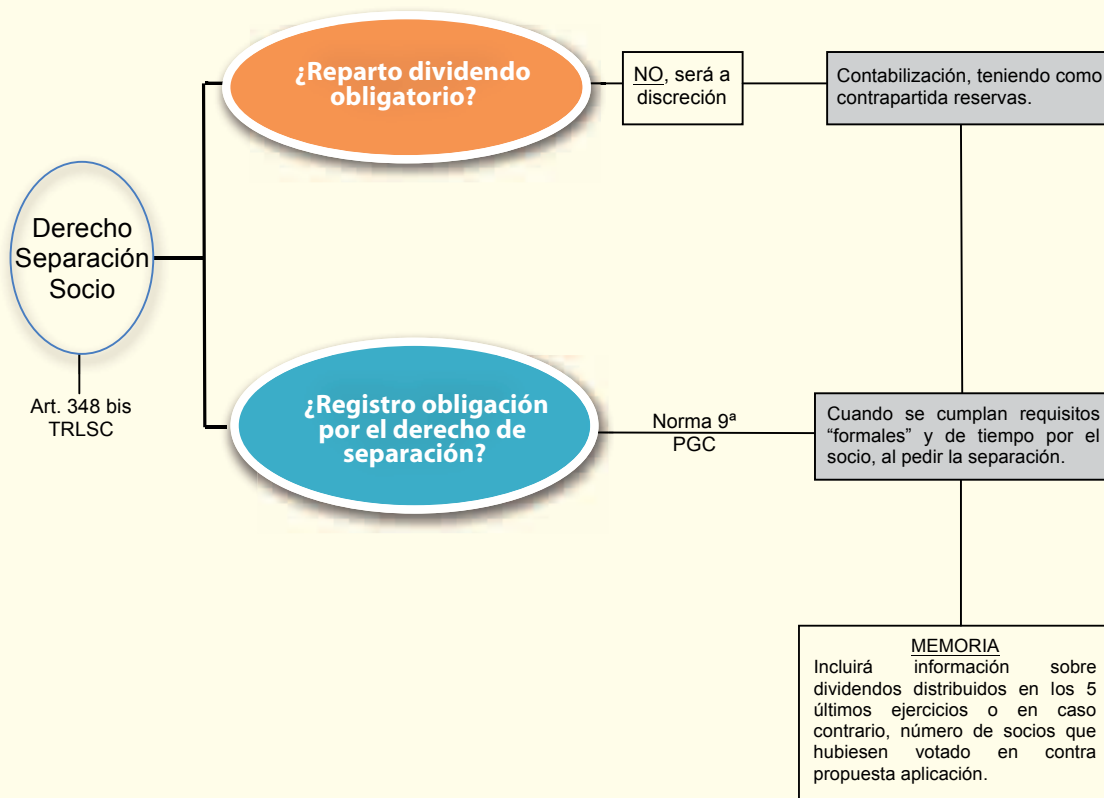 ¿Reparto dividendo
obligatorio?
NO, será a
discreción
Contabilización, teniendo como
contrapartida reservas.
Derecho
Separación
Socio
Art. 348 bis
TRLSC
¿Registro obligación
por el derecho de
separación?
Norma 9ª
PGC
Cuando se cumplan requisitos
“formales” y de tiempo por el
socio, al pedir la separación.
MEMORIA
Incluirá información sobre
dividendos distribuidos en los 5
últimos ejercicios o en caso
contrario, número de socios que
hubiesen votado en contra
propuesta aplicación.